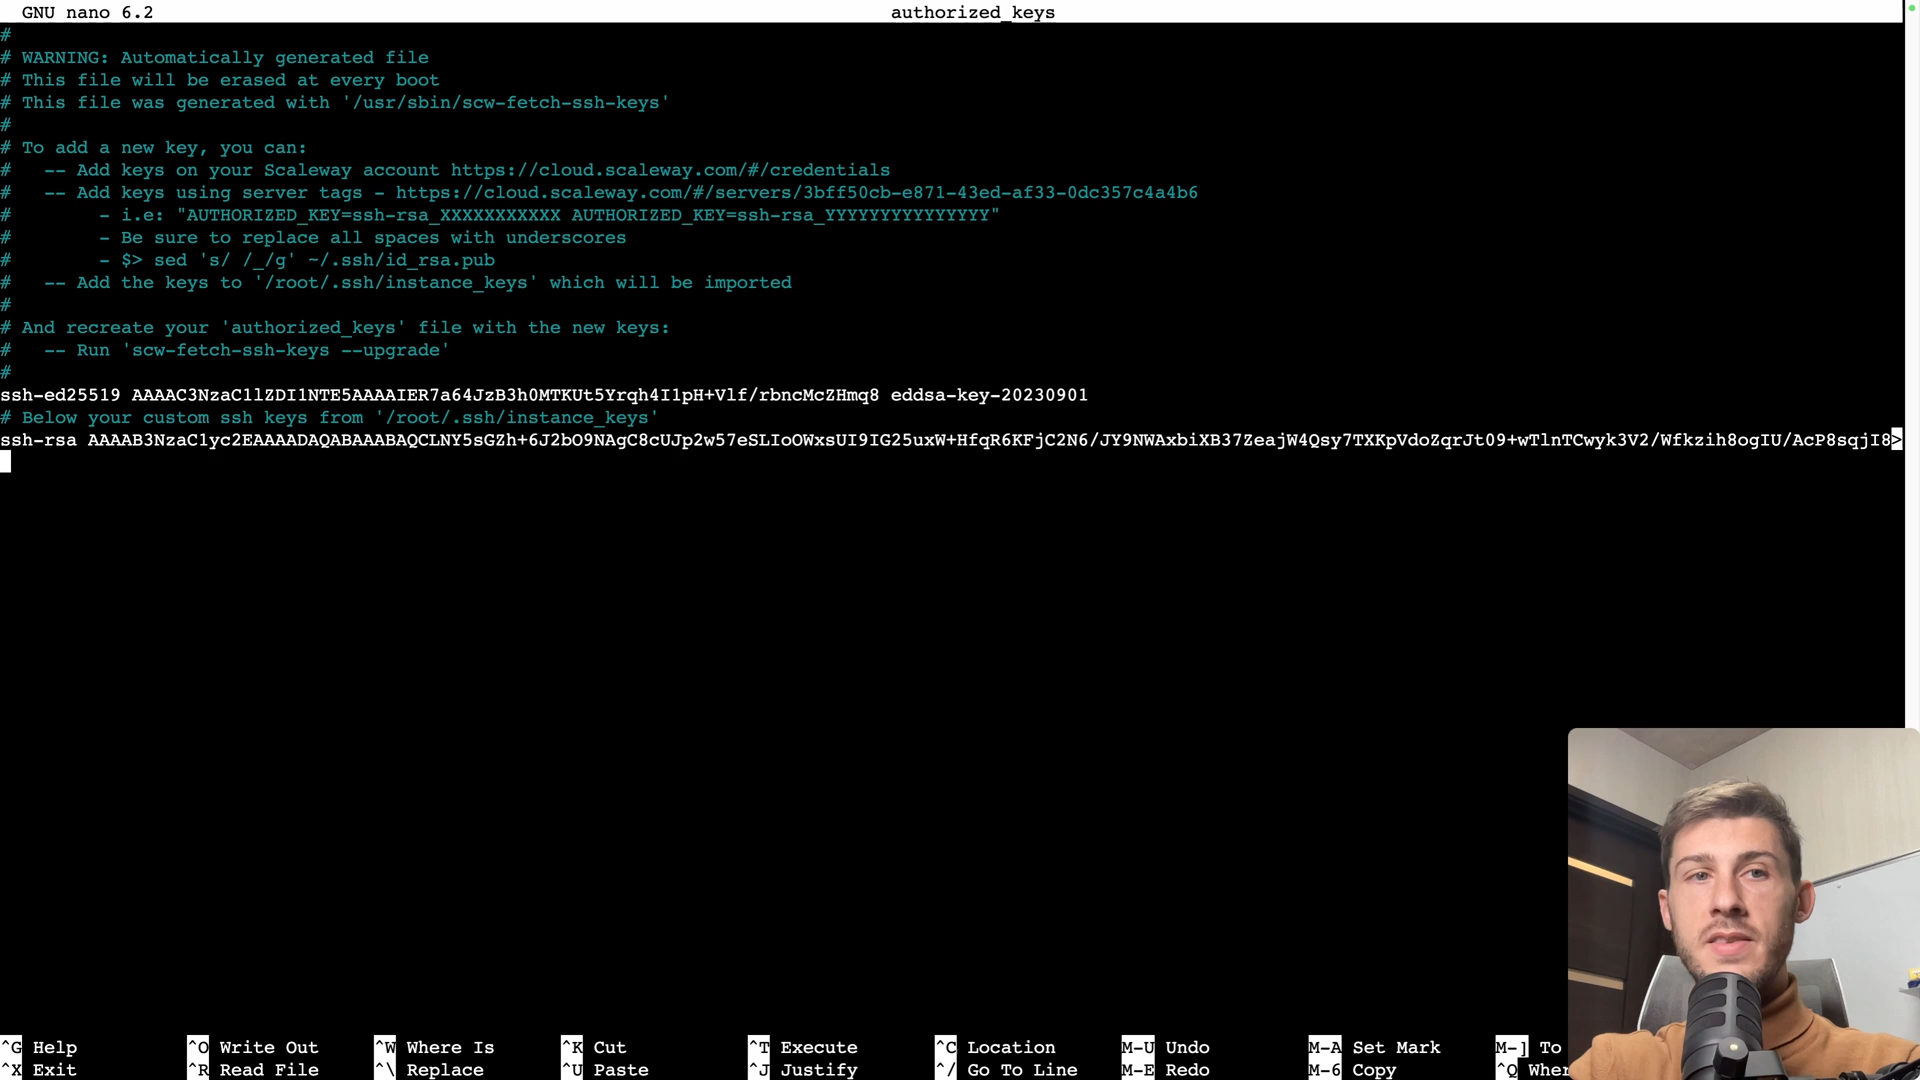 GNU nano 6.2 authorized_keys
#
# WARNING: Automatically generated file
# This file will be erased at every boot
# This file was generated with '/usr/sbin/scw-fetch-ssh-keys'
#
# To add a new key, you can:
#   -- Add keys on your Scaleway account https://cloud.scaleway.com/#/credentials
#   -- Add keys using server tags - https://cloud.scaleway.com/#/servers/3bff50cb-e871-43ed-af33-0dc357c4a4b6
#        - i.e: "AUTHORIZED_KEY=ssh-rsa_XXXXXXXXXXX AUTHORIZED_KEY=ssh-rsa_YYYYYYYYYYYYYYY"
#        - Be sure to replace all spaces with underscores
#        - $> sed 's/ /_/g' ~/.ssh/id_rsa.pub
#   -- Add the keys to '/root/.ssh/instance_keys' which will be imported
#
# And recreate your 'authorized_keys' file with the new keys:
#   -- Run 'scw-fetch-ssh-keys --upgrade'
#
ssh-ed25519 AAAAC3NzaC1lZDI1NTE5AAAAIER7a64JzB3h0MTKUt5Yrqh4I1pH+Vlf/rbncMcZHmq8 eddsa-key-20230901
# Below your custom ssh keys from '/root/.ssh/instance_keys'
ssh-rsa AAAAB3NzaC1yc2EAAAADAQABAAABAQCLNY5sGZh+6J2bO9NAgC8cUJp2w57eSLIoOWxsUI9IG25uxW+HfqR6KFjC2N6/JY9NWAxbiXB37ZeajW4Qsy7TXKpVdoZqrJt09+wTlnTCwyk3V2/Wfkzih8ogIU/AcP8sqjI8>
^G Help ^O Write Out ^W Where Is ^K Cut ^T Execute ^C Location M-U Undo M-A Set Mark M-] To
^X Exit ^R Read File ^\ Replace ^U Paste ^J Justify ^/ Go To Line M-E Redo M-6 Copy ^Q Wher